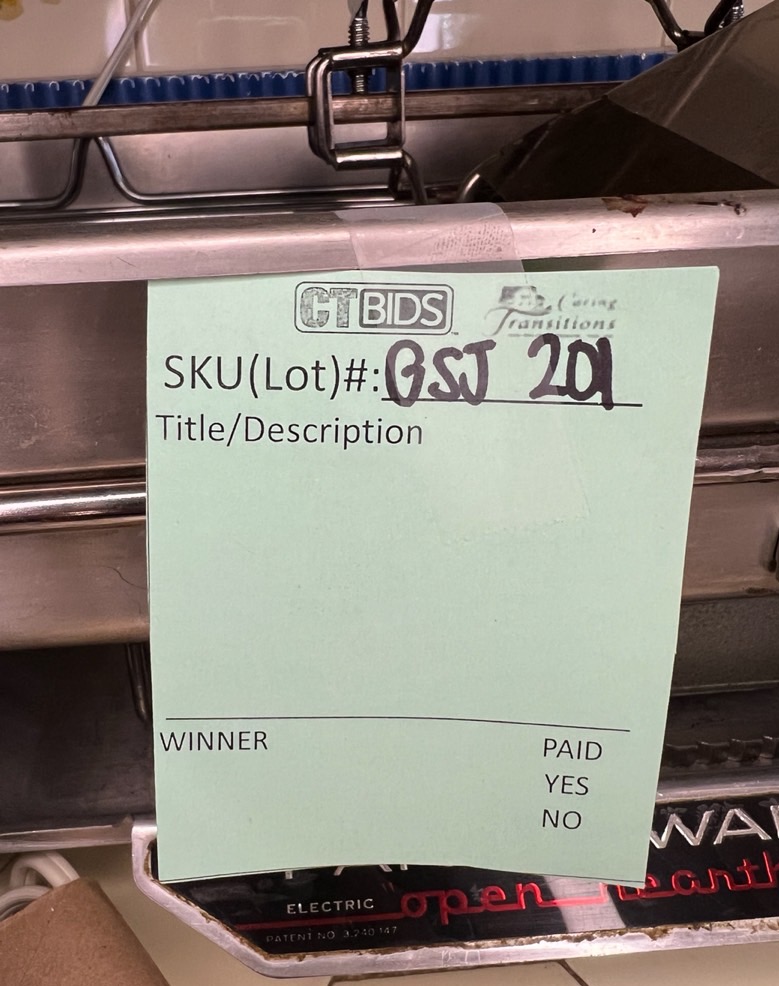 CTBIDS Caring Transitions
SKU(Lot)#: BSJ 201
Title/Description
WINNER PAID
YES
NO
ELECTRIC "open hearth
PATENT NO 3,240,147